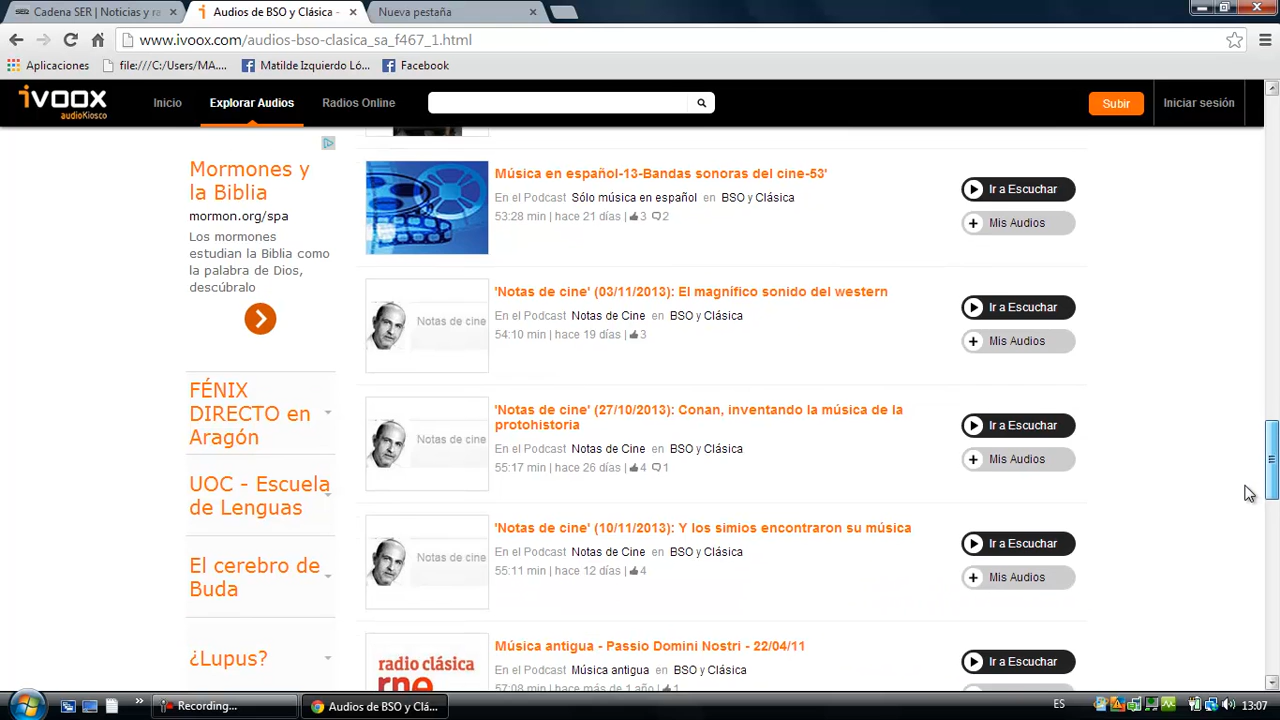 Cadena SER | Noticias y ra
Audios de BSO y Clásica -
Nueva pestaña
www.ivoox.com/audios-bso-clasica_sa_f467_1.html
Aplicaciones
file:///C:/Users/MA....
Matilde Izquierdo Ló...
Facebook
ivoox
audioKiosco
Inicio
Explorar Audios
Radios Online
Subir
Iniciar sesión
Mormones y
la Biblia
mormon.org/spa
Los mormones
estudian la Biblia como
la palabra de Dios,
descúbralo
FÉNIX
DIRECTO en
Aragón
UOC - Escuela
de Lenguas
El cerebro de
Buda
¿Lupus?
Música en español-13-Bandas sonoras del cine-53'
En el Podcast Sólo música en español en BSO y Clásica
53:28 min | hace 21 días | 3 2
Ir a Escuchar
Mis Audios
Notas de cine
'Notas de cine' (03/11/2013): El magnífico sonido del western
En el Podcast Notas de Cine en BSO y Clásica
54:10 min | hace 19 días | 3
Ir a Escuchar
Mis Audios
Notas de cine
'Notas de cine' (27/10/2013): Conan, inventando la música de la
protohistoria
En el Podcast Notas de Cine en BSO y Clásica
55:17 min | hace 26 días | 4 1
Ir a Escuchar
Mis Audios
Notas de cine
'Notas de cine' (10/11/2013): Y los simios encontraron su música
En el Podcast Notas de Cine en BSO y Clásica
55:11 min | hace 12 días | 4
Ir a Escuchar
Mis Audios
radio clásica
rne
Música antigua - Passio Domini Nostri - 22/04/11
En el Podcast Música antigua en BSO y Clásica
57:08 min | hace más de 1 año | 1
Ir a Escuchar
Recording...
Audios de BSO y Clá...
ES
13:07